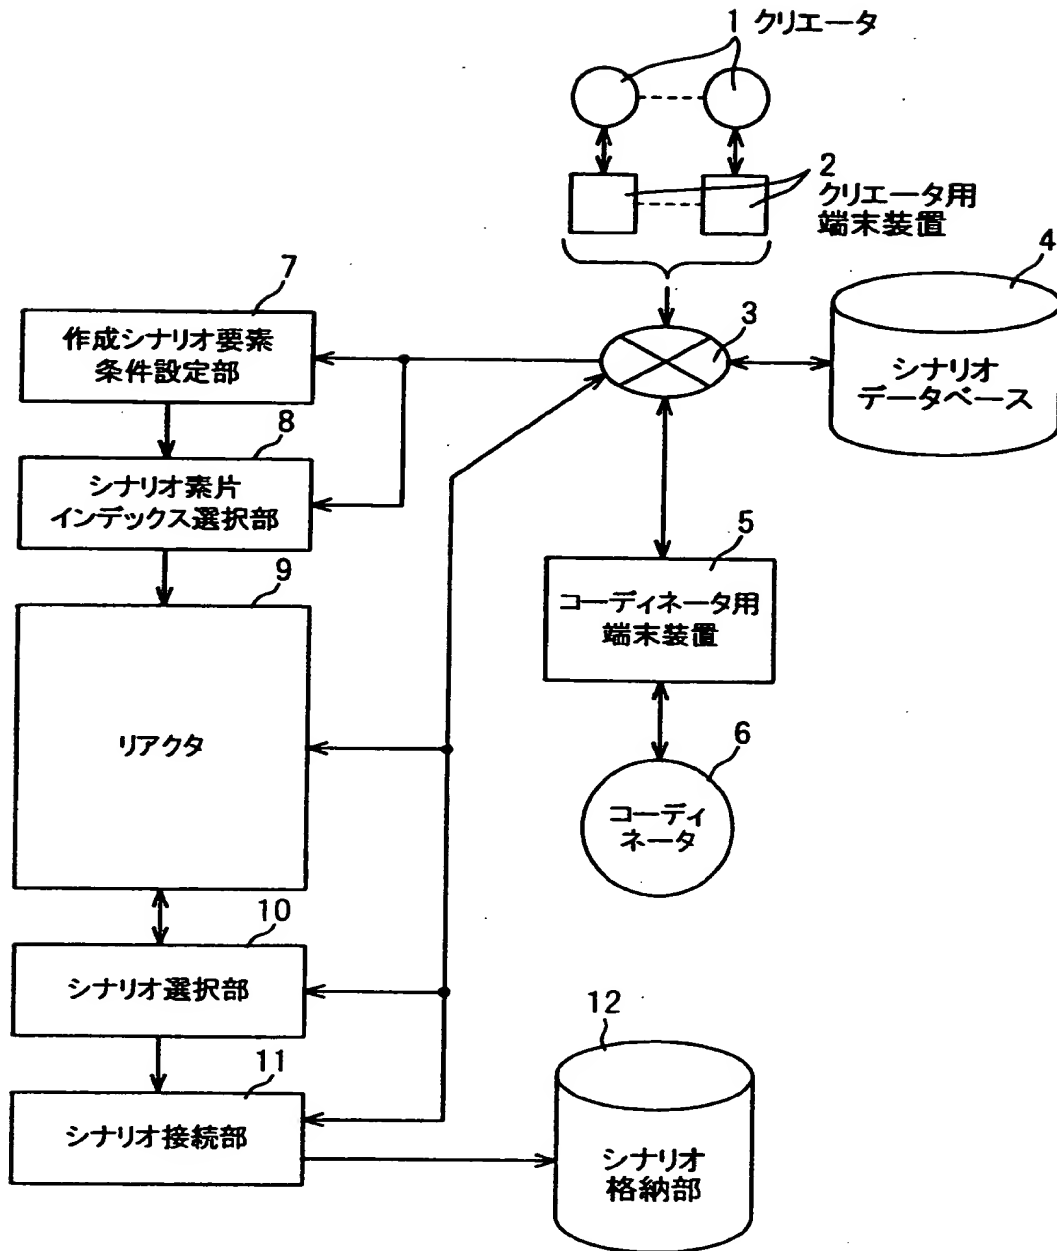 1 クリエータ
2
クリエータ用
端末装置
3
4
シナリオ
データベース
7
作成シナリオ要素
条件設定部
8
シナリオ素片
インデックス選択部
5
コーディネータ用
端末装置
9
リアクタ
6
コーディ
ネータ
10
シナリオ選択部
11
シナリオ接続部
12
シナリオ
格納部